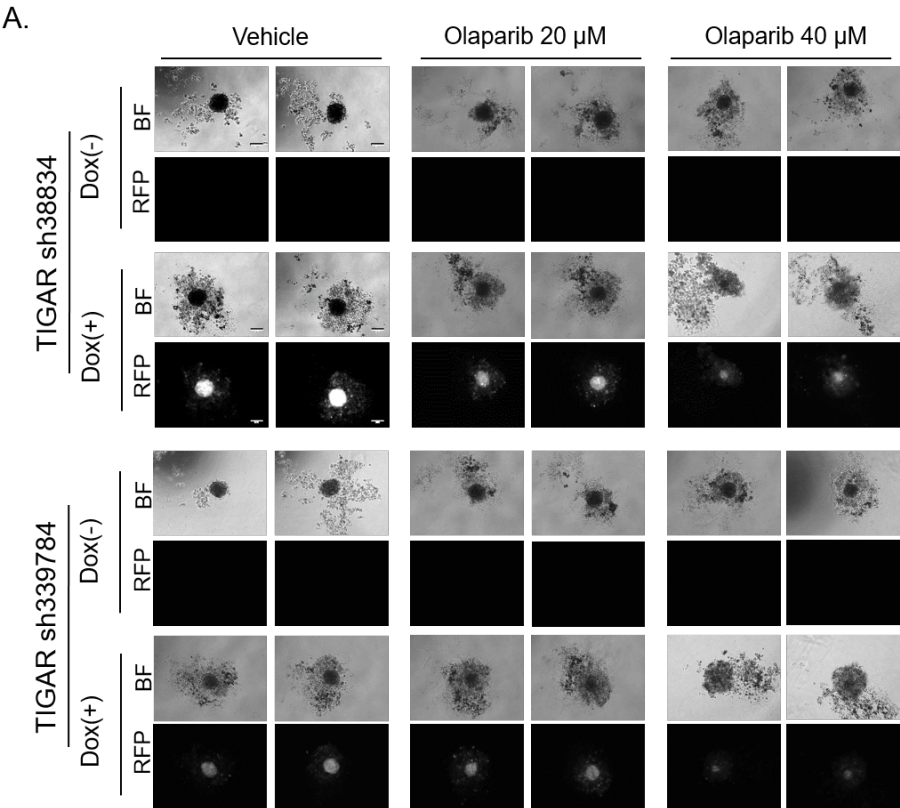 A.
Vehicle
Olaparib 20 µM
Olaparib 40 µM
TIGAR sh38834
Dox(-)
BF
RFP
Dox(+)
BF
RFP
TIGAR sh339784
Dox(-)
BF
RFP
Dox(+)
BF
RFP